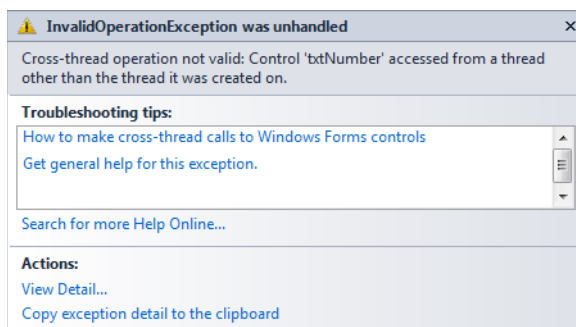 InvalidOperationException was unhandled
Cross-thread operation not valid: Control 'txtNumber' accessed from a thread
other than the thread it was created on.
Troubleshooting tips:
How to make cross-thread calls to Windows Forms controls
Get general help for this exception.
Search for more Help Online...
Actions:
View Detail...
Copy exception detail to the clipboard